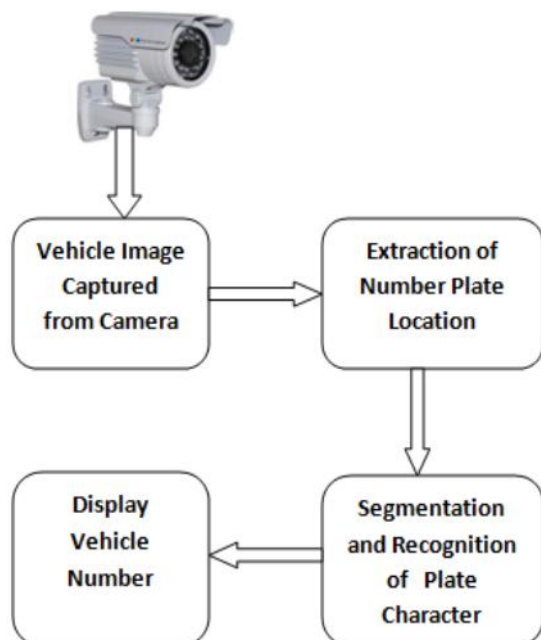 Vehicle Image
Captured
from Camera
Extraction of
Number Plate
Location
Segmentation
and Recognition
of Plate
Character
Display
Vehicle
Number